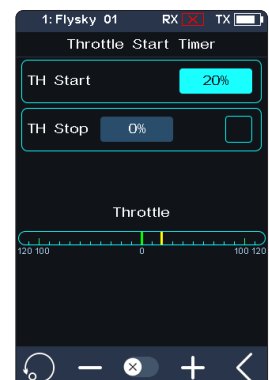 1: Flysky 01 RX TX
Throttle Start Timer
TH Start 20%
TH Stop 0%
Throttle
120 100 0 100 120